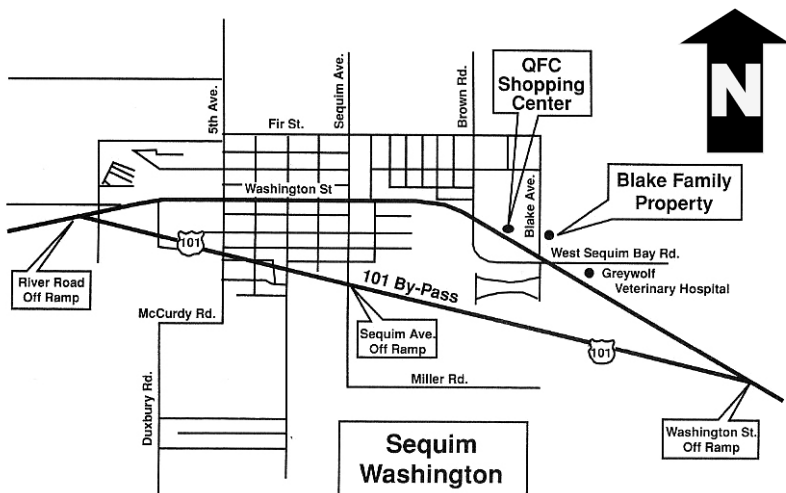 N
QFC
Shopping
Center
5th Ave.
Sequim Ave.
Brown Rd.
Fir St.
Washington St
Blake Ave.
Blake Family
Property
101
West Sequim Bay Rd.
Greywolf
Veterinary Hospital
River Road
Off Ramp
101 By-Pass
McCurdy Rd.
Sequim Ave.
Off Ramp
101
Miller Rd.
Duxbury Rd.
Washington St.
Off Ramp
Sequim
Washington